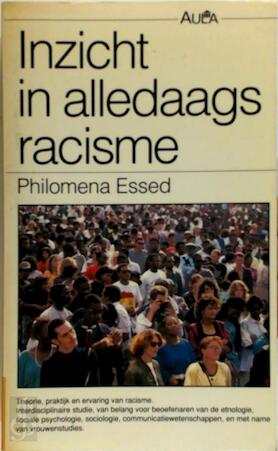 AULA
Inzicht
in alledaags
racisme
Philomena Essed
Theorie, praktijk en ervaring van racisme.
Interdisciplinaire studie, van belang voor beoefenaren van de etnologie,
sociale psychologie, sociologie, communicatiewetenschappen, en met name
van vrouwenstudies.